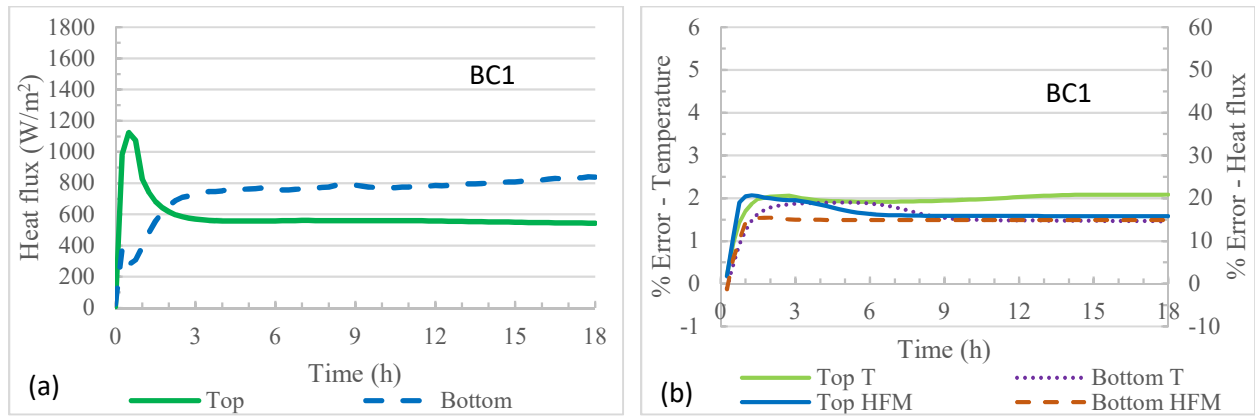 Heat flux (W/m²)
1800
1600
1400
1200
1000
800
600
400
200
0
BC1
0 3 6 9 12 15 18
Time (h)
(a)
Top Bottom
% Error - Temperature
6
5
4
3
2
1
0
-1
BC1
60
50
40
30
20
10
0
-10
% Error - Heat flux
0 3 6 9 12 15 18
Time (h)
(b)
Top T Bottom T
Top HFM Bottom HFM